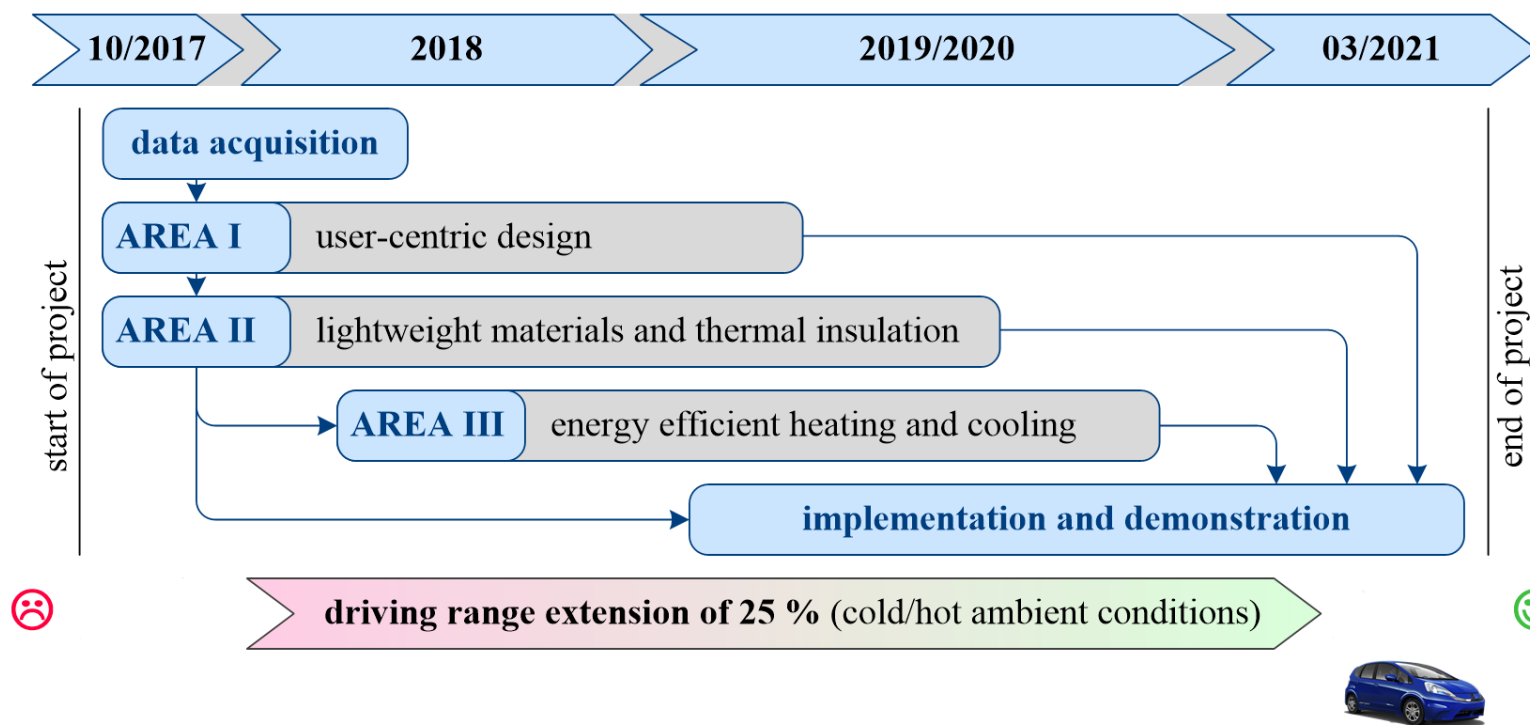 10/2017
2018
2019/2020
03/2021
data acquisition
AREA I
user-centric design
AREA II
lightweight materials and thermal insulation
AREA III
energy efficient heating and cooling
implementation and demonstration
start of project
end of project
driving range extension of 25 % (cold/hot ambient conditions)